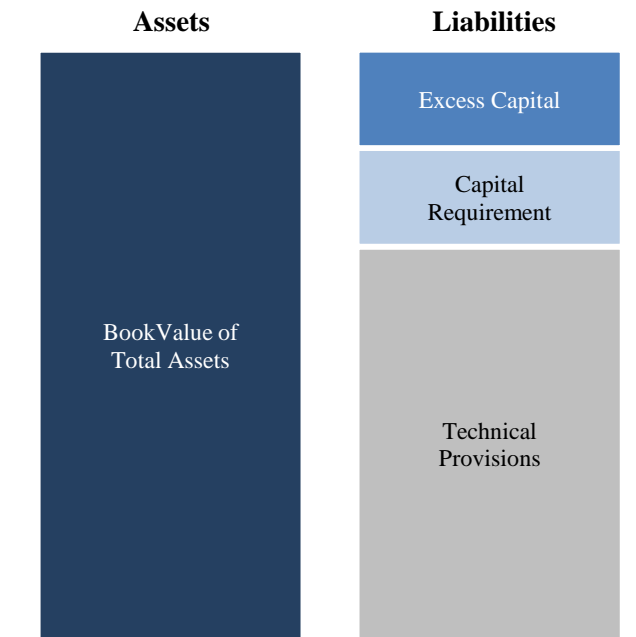 Assets
Liabilities
Excess Capital
Capital
Requirement
BookValue of
Total Assets
Technical
Provisions